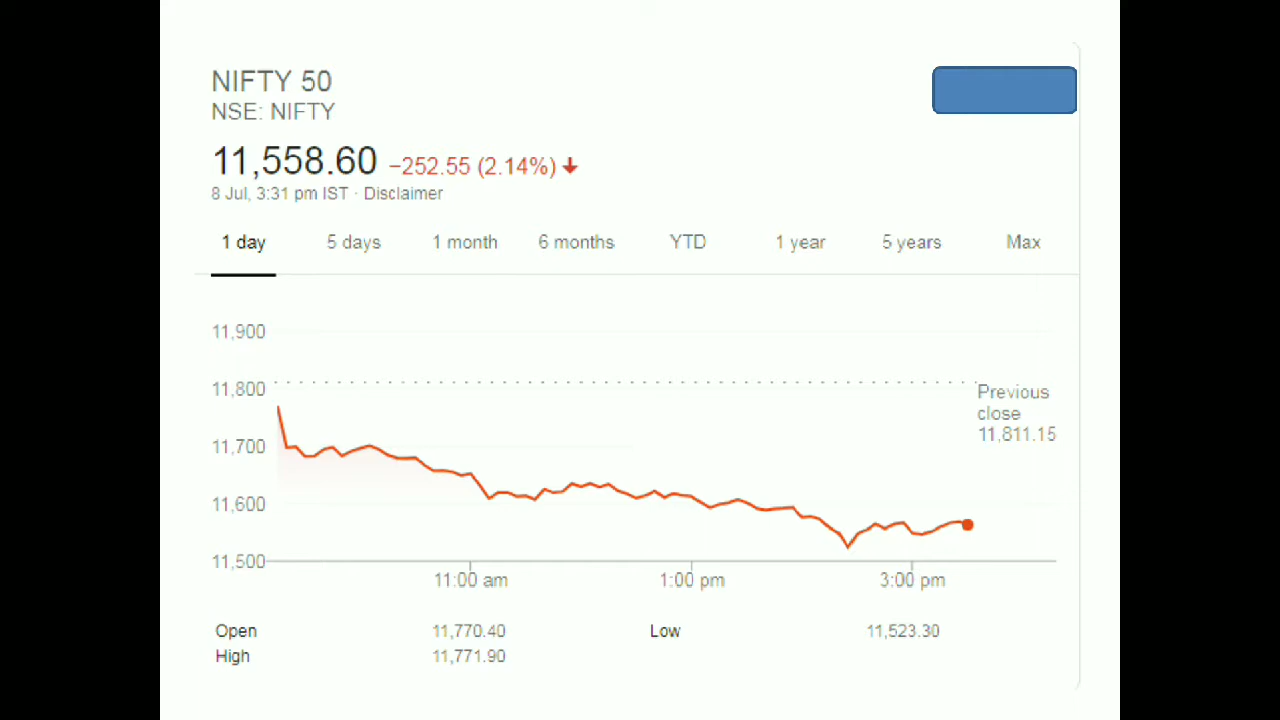 NIFTY 50
NSE: NIFTY
11,558.60 −252.55 (2.14%)
8 Jul, 3:31 pm IST · Disclaimer
1 day 5 days 1 month 6 months YTD 1 year 5 years Max
11,900
11,800
Previous
close
11,811.15
11,700
11,600
11,500
11:00 am 1:00 pm 3:00 pm
Open 11,770.40 Low 11,523.30
High 11,771.90